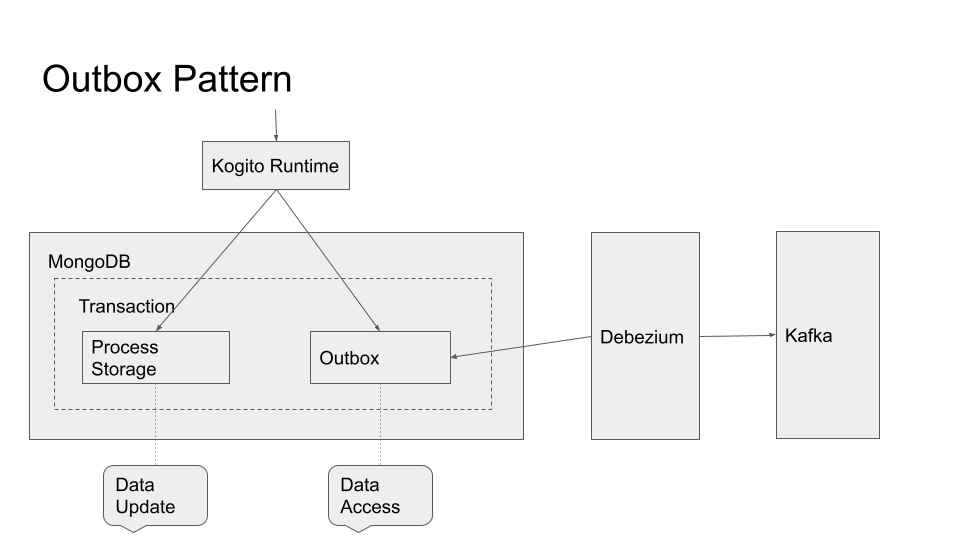 Outbox Pattern
Kogito Runtime
MongoDB
Transaction
Process
Storage
Outbox
Debezium
Kafka
Data
Update
Data
Access